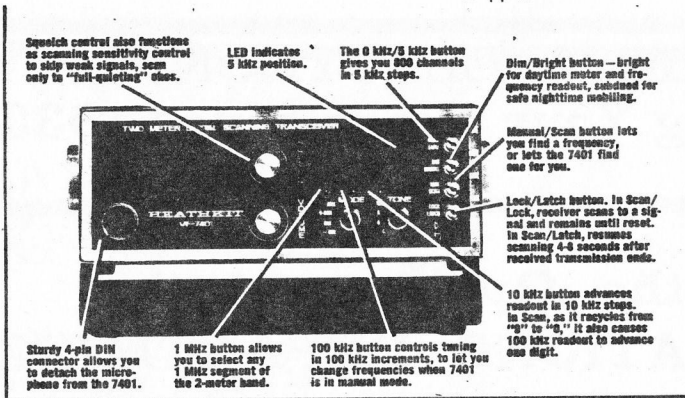 Squelch control also functions
as scanning sensitivity control
to skip weak signals, scan
only to "full-quieting" ones.
LED indicates
5 kHz position.
The 0 kHz/5 kHz button
gives you 800 channels
in 5 kHz steps.
Dim/Bright button — bright
for daytime meter and fre-
quency readout, subdued for
safe nighttime mobiling.
Manual/Scan button lets
you find a frequency,
or lets the 7401 find
one for you.
Lock/Latch button. In Scan/
Lock, receiver scans to a sig-
nal and remains until reset.
In Scan/Latch, resumes
scanning 4-8 seconds after
received transmission ends.
10 kHz button advances
readout in 10 kHz steps.
In Scan, as it recycles from
"9" to "0," it also causes
100 kHz readout to advance
one digit.
TWO METER DIGITAL SCANNING TRANSCEIVER
HEATHKIT
VF-7401
MODE
TONE
Sturdy 4-pin DIN
connector allows you
to detach the micro-
phone from the 7401.
1 MHz button allows
you to select any
1 MHz segment of
the 2-meter band.
100 kHz button controls tuning
in 100 kHz increments, to let you
change frequencies when 7401
is in manual mode.